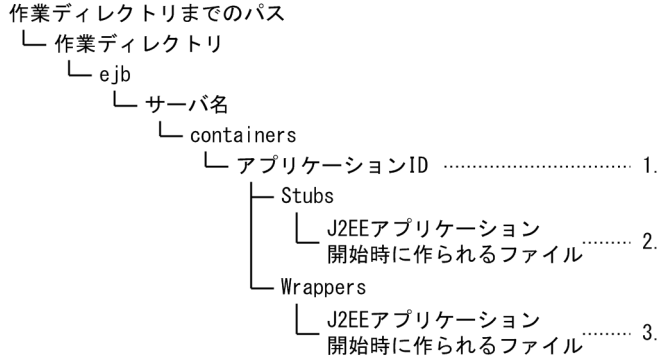 作業ディレクトリまでのパス
作業ディレクトリ
ejb
サーバ名
containers
アプリケーションID ………………………… 1.
Stubs
J2EEアプリケーション
開始時に作られるファイル ……… 2.
Wrappers
J2EEアプリケーション
開始時に作られるファイル ……… 3.